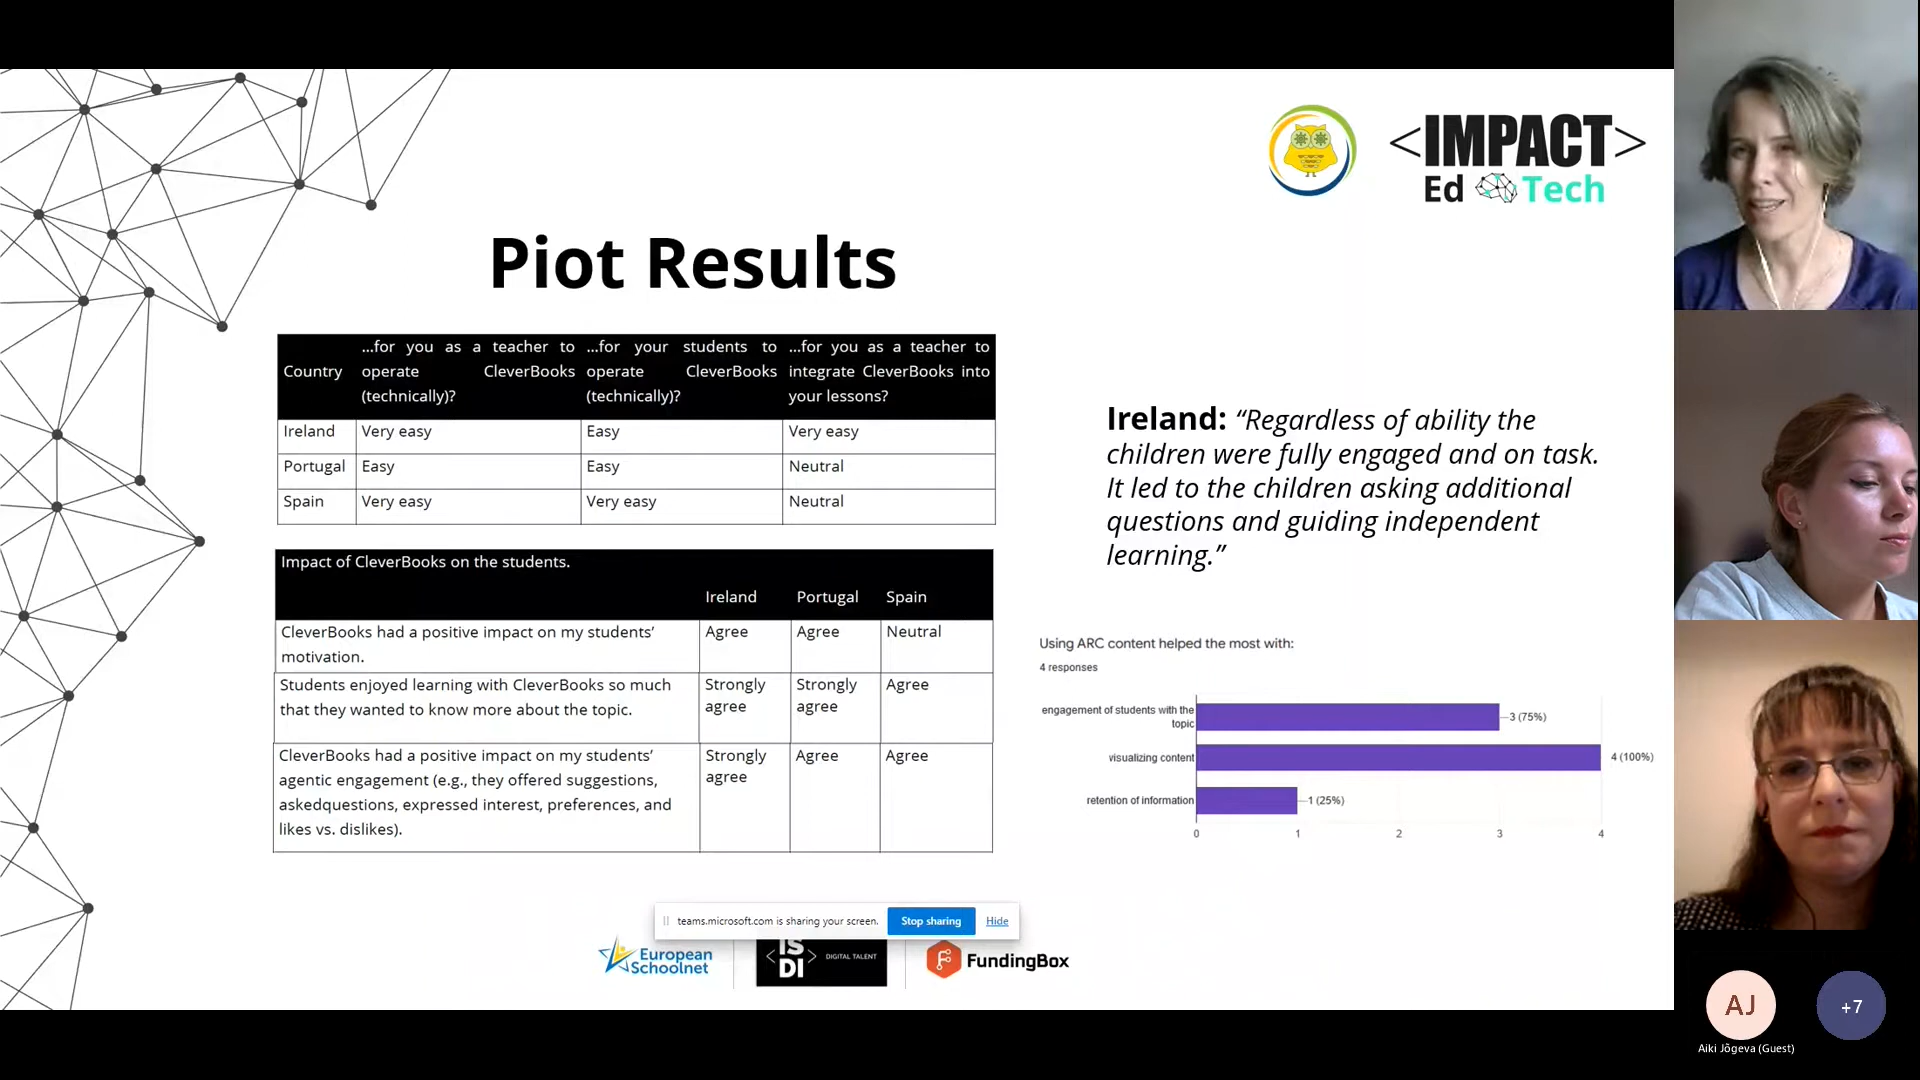 <IMPACT>
Ed Tech
Piot Results
Country
...for you as a teacher to
operate CleverBooks
(technically)?
...for your students to
operate CleverBooks
(technically)?
...for you as a teacher to
integrate CleverBooks into
your lessons?
Ireland Very easy Easy Very easy
Portugal Easy Easy Neutral
Spain Very easy Very easy Neutral
Impact of CleverBooks on the students.
Ireland Portugal Spain
CleverBooks had a positive impact on my students’
motivation.
Agree Agree Neutral
Students enjoyed learning with CleverBooks so much
that they wanted to know more about the topic.
Strongly
agree
Strongly
agree
Agree
CleverBooks had a positive impact on my students’
agentic engagement (e.g., they offered suggestions,
askedquestions, expressed interest, preferences, and
likes vs. dislikes).
Strongly
agree
Agree
Agree
Ireland: “Regardless of ability the
children were fully engaged and on task.
It led to the children asking additional
questions and guiding independent
learning.”
Using ARC content helped the most with:
4 responses
engagement of students with the
topic
3 (75%)
visualizing content
4 (100%)
retention of information
1 (25%)
0 1 2 3 4
teams.microsoft.com is sharing your screen. Stop sharing Hide
European
Schoolnet
<IS
DI>
DIGITAL TALENT
FundingBox
AJ
+7
Aiki Jõgeva (Guest)